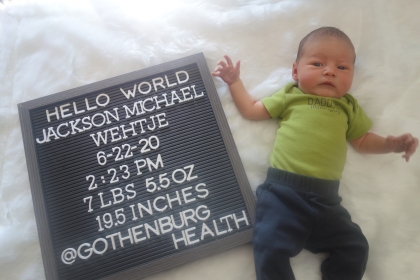 HELLO WORLD
JACKSON MICHAEL
WEHTJE
6-22-20
2:23 PM
7 LBS 5.5 OZ
19.5 INCHES
@GOTHENBURG
HEALTH
DADDY